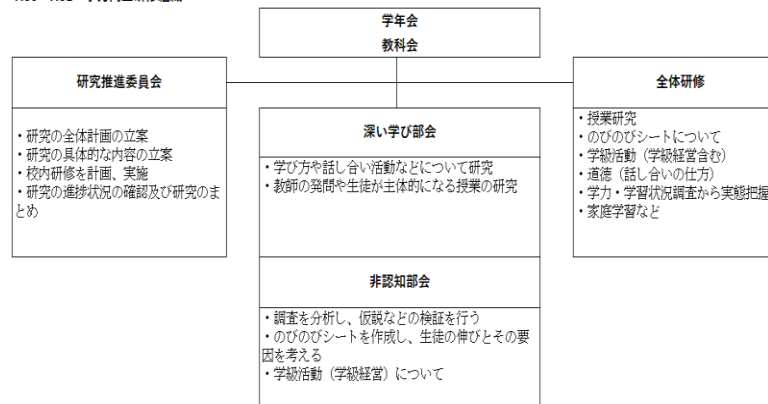 学年会
教科会
研究推進委員会
・研究の全体計画の立案
・研究の具体的な内容の立案
・校内研修を計画、実施
・研究の進捗状況の確認及び研究のま
とめ
深い学び部会
・学び方や話し合い活動などについて研究
・教師の発問や生徒が主体的になる授業の研究
非認知部会
・調査を分析し、仮説などの検証を行う
・のびのびシートを作成し、生徒の伸びとその要
因を考える
・学級活動（学級経営）について
全体研修
・授業研究
・のびのびシートについて
・学級活動（学級経営含む）
・道徳（話し合いの仕方）
・学力・学習状況調査から実態把握
・家庭学習など